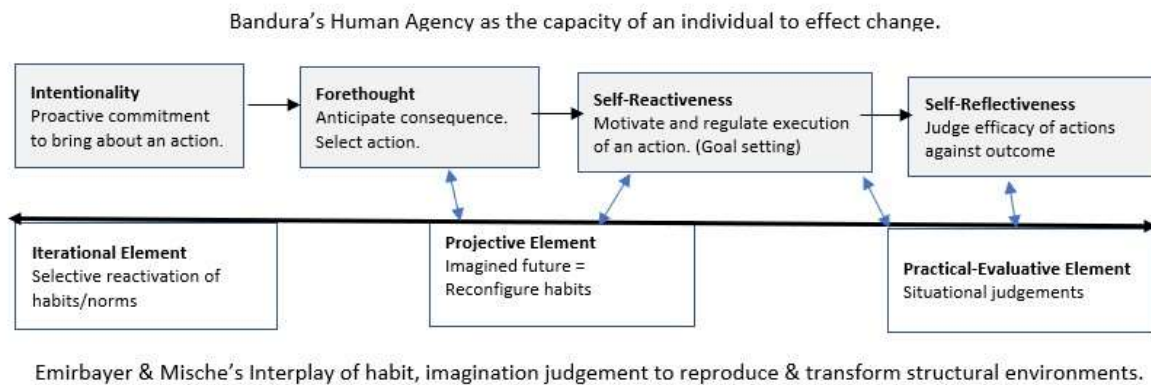 Bandura's Human Agency as the capacity of an individual to effect change.
Intentionality
Proactive commitment
to bring about an action.
Forethought
Anticipate consequence.
Select action.
Self-Reactiveness
Motivate and regulate execution
of an action. (Goal setting)
Self-Reflectiveness
Judge efficacy of actions
against outcome
Iterational Element
Selective reactivation of
habits/norms
Projective Element
Imagined future =
Reconfigure habits
Practical-Evaluative Element
Situational judgements
Emirbayer & Mische's Interplay of habit, imagination judgement to reproduce & transform structural environments.